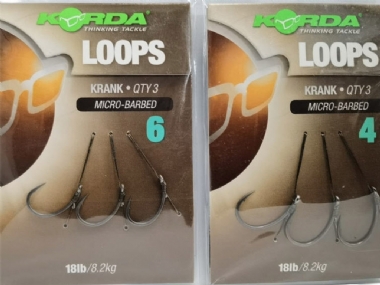 KORDA
THINKING TACKLE
LOOPS
KRANK • QTY 3
MICRO-BARBED
6
18lb/8.2kg
KORDA
THINKING TACKLE
LOOPS
KRANK • QTY 3
MICRO-BARBED
4
18lb/8.2kg